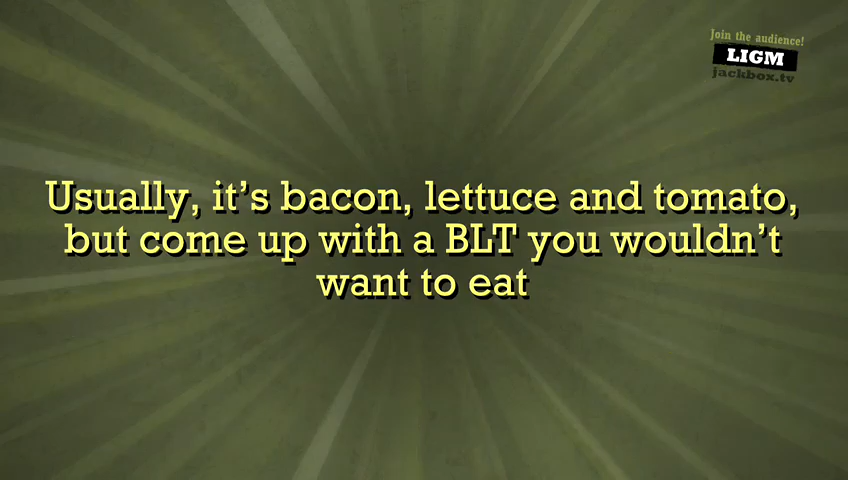 Join the audience!
LIGM
jackbox.tv
Usually, it's bacon, lettuce and tomato,
but come up with a BLT you wouldn't
want to eat